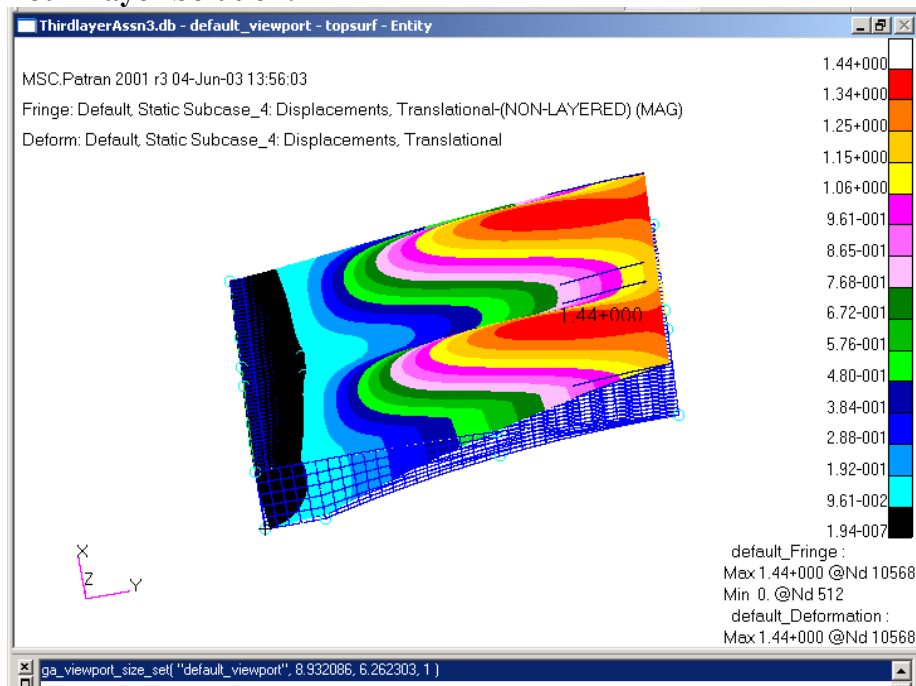 ThirdlayerAssn3.db - default_viewport - topsurf - Entity
MSC.Patran 2001 r3 04-Jun-03 13:56:03
Fringe: Default, Static Subcase_4: Displacements, Translational-(NON-LAYERED) (MAG)
Deform: Default, Static Subcase_4: Displacements, Translational
1.44+000
1.34+000
1.25+000
1.15+000
1.06+000
9.61-001
8.65-001
7.68-001
6.72-001
5.76-001
4.80-001
3.84-001
2.88-001
1.92-001
9.61-002
1.94-007
1.44+000
X
Z
Y
default_Fringe :
Max 1.44+000 @Nd 10568
Min 0. @Nd 512
default_Deformation :
Max 1.44+000 @Nd 10568
ga_viewport_size_set( "default_viewport", 8.932086, 6.262303, 1 )